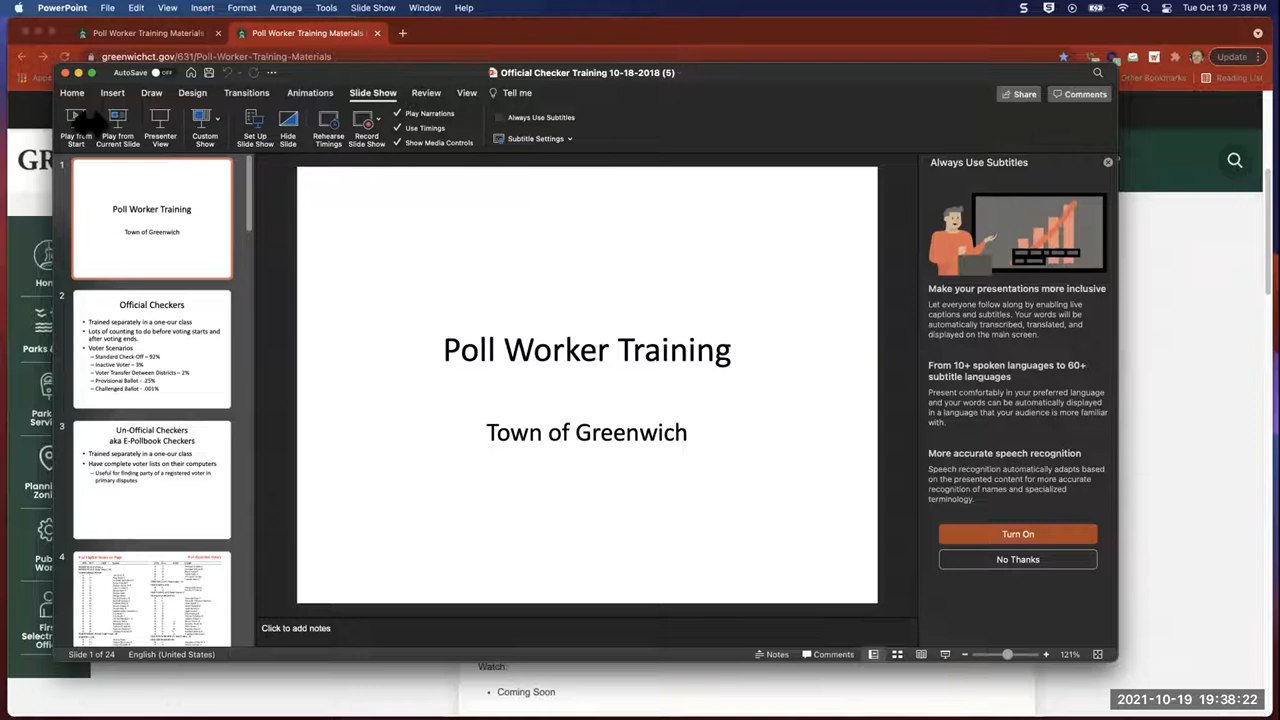 PowerPoint File Edit View Insert Format Arrange Tools Slide Show Window Help
Tue Oct 19 7:38 PM
Poll Worker Training Materials
Poll Worker Training Materials
greenwichct.gov/631/Poll-Worker-Training-Materials
Update
Other Bookmarks
Reading List
AutoSave OFF
Official Checker Training 10-18-2018 (5)
Home Insert Draw Design Transitions Animations Slide Show Review View Tell me
Share
Comments
Play from Start
Play from Current Slide
Presenter View
Custom Show
Set Up Slide Show
Hide Slide
Rehearse Timings
Record Slide Show
Play Narrations
Use Timings
Show Media Controls
Always Use Subtitles
Subtitle Settings
1
Poll Worker Training
Town of Greenwich
2
Official Checkers
• Trained separately in a one-our class
• Lots of counting to do before voting starts and
after voting ends.
• Voter Scenarios
– Standard Check-Off – 92%
– Inactive Voter – 3%
– Voter Transfer Between Districts – 2%
– Provisional Ballot - .25%
– Challenged Ballot - .001%
3
Un-Official Checkers
aka E-Pollbook Checkers
• Trained separately in a one-our class
• Have complete voter lists on their computers
– Useful for finding party of a registered voter in
primary disputes
4
Poll Worker Training
Town of Greenwich
Click to add notes
Always Use Subtitles
Make your presentations more inclusive
Let everyone follow along by enabling live
captions and subtitles. Your words will be
automatically transcribed, translated, and
displayed on the main screen.
From 10+ spoken languages to 60+
subtitle languages
Present comfortably in your preferred language
and your words can be automatically displayed
in a language that your audience is more familiar
with.
More accurate speech recognition
Speech recognition automatically adapts based
on the presented content for more accurate
recognition of names and specialized
terminology.
Turn On
No Thanks
Slide 1 of 24 English (United States)
Notes Comments 121%
Watch:
• Coming Soon
2021-10-19 19:38:22